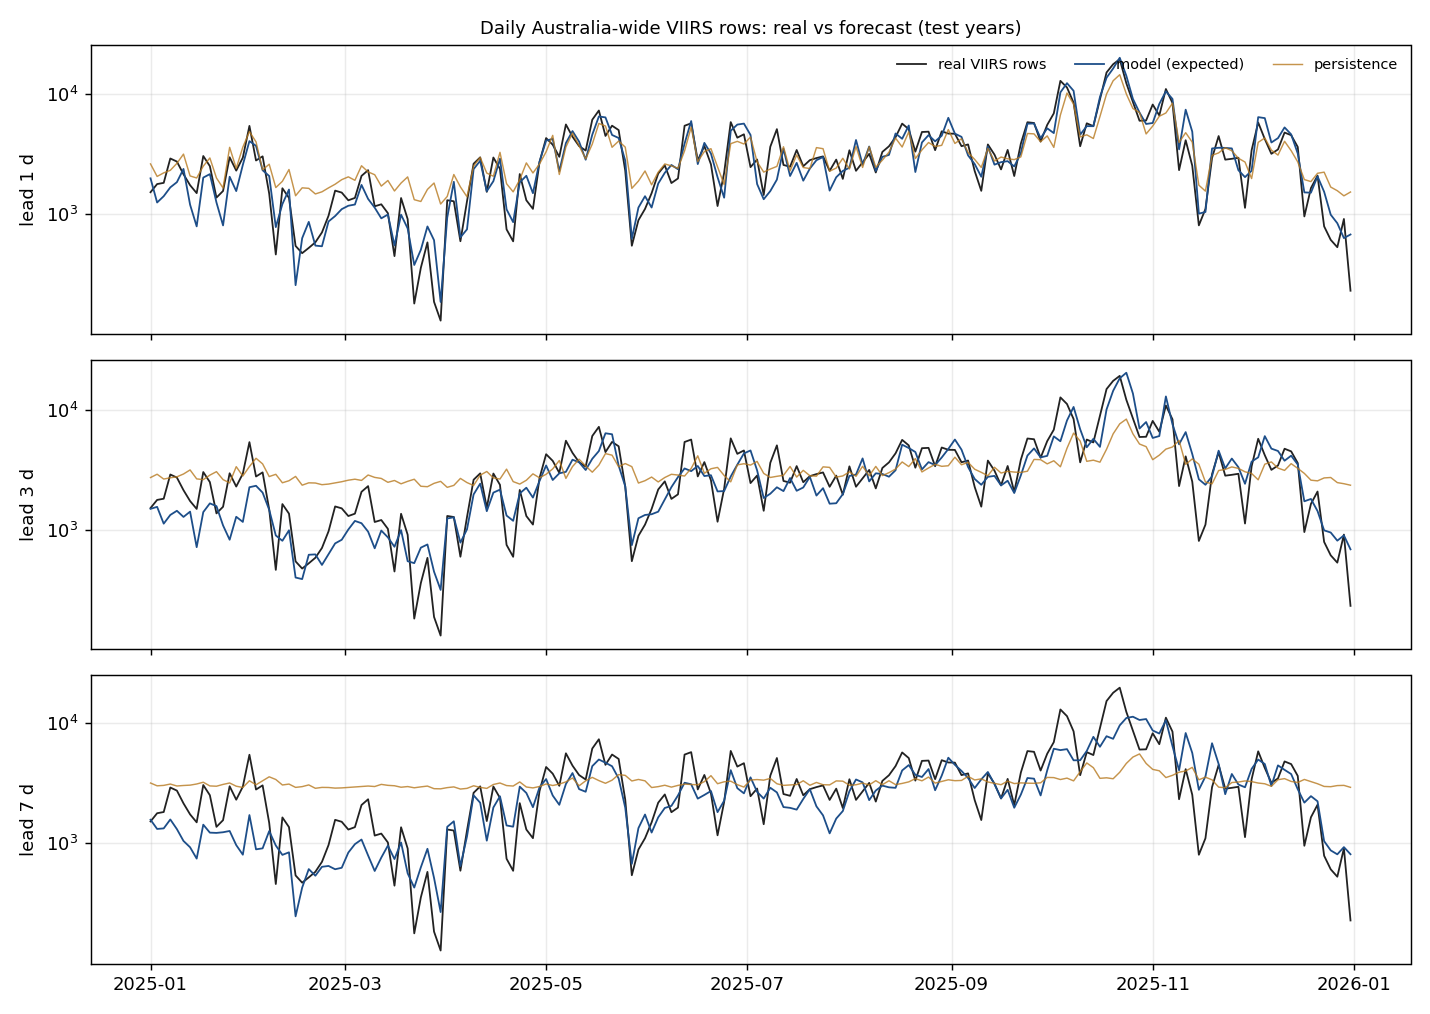 Daily Australia-wide VIIRS rows: real vs forecast (test years)
real VIIRS rows
model (expected)
persistence
10⁴
10³
lead 1 d
10⁴
10³
lead 3 d
10⁴
10³
lead 7 d
2025-01
2025-03
2025-05
2025-07
2025-09
2025-11
2026-01